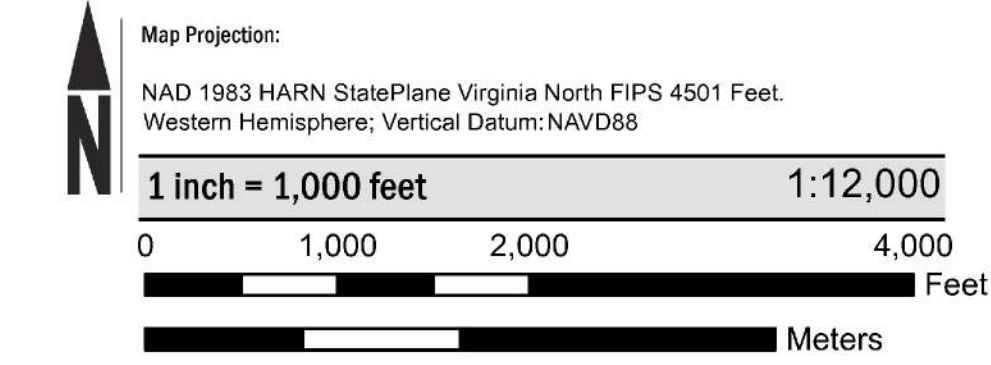 Map Projection:
N
NAD 1983 HARN StatePlane Virginia North FIPS 4501 Feet.
Western Hemisphere; Vertical Datum:NAVD88
1 inch = 1,000 feet 1:12,000
0 1,000 2,000 4,000
Feet
Meters